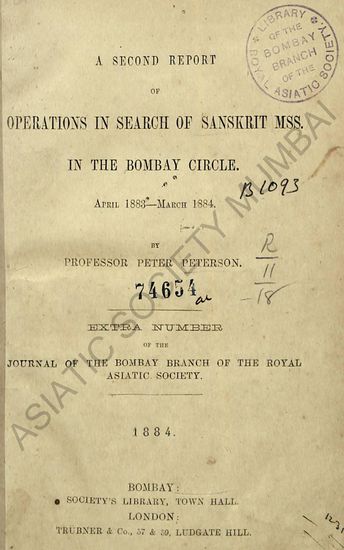 LIBRARY
OF THE
BOMBAY
BRANCH
OF THE
ROYAL ASIATIC SOCIETY.
A SECOND REPORT
OF
OPERATIONS IN SEARCH OF SANSKRIT MSS.
IN THE BOMBAY CIRCLE.
B1093
APRIL 1883—MARCH 1884.
BY
PROFESSOR PETER PETERSON.
R
11
18
74654
EXTRA NUMBER
OF THE
JOURNAL OF THE BOMBAY BRANCH OF THE ROYAL
ASIATIC SOCIETY.
1884.
BOMBAY:
SOCIETY'S LIBRARY, TOWN HALL.
LONDON:
TRÜBNER & Co., 57 & 59, LUDGATE HILL.
ASIATIC SOCIETY MUMBAI